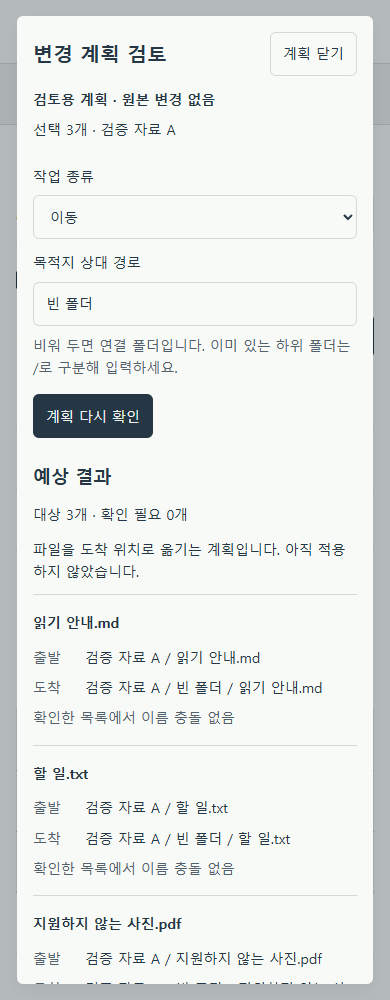 변경 계획 검토
계획 닫기
검토용 계획 · 원본 변경 없음
선택 3개 · 검증 자료 A
작업 종류
이동
목적지 상대 경로
빈 폴더
비워 두면 연결 폴더입니다. 이미 있는 하위 폴더는
/로 구분해 입력하세요.
계획 다시 확인
예상 결과
대상 3개 · 확인 필요 0개
파일을 도착 위치로 옮기는 계획입니다. 아직 적용
하지 않았습니다.
읽기 안내.md
출발 검증 자료 A / 읽기 안내.md
도착 검증 자료 A / 빈 폴더 / 읽기 안내.md
확인한 목록에서 이름 충돌 없음
할 일.txt
출발 검증 자료 A / 할 일.txt
도착 검증 자료 A / 빈 폴더 / 할 일.txt
확인한 목록에서 이름 충돌 없음
지원하지 않는 사진.pdf
출발 검증 자료 A / 지원하지 않는 사진.pdf